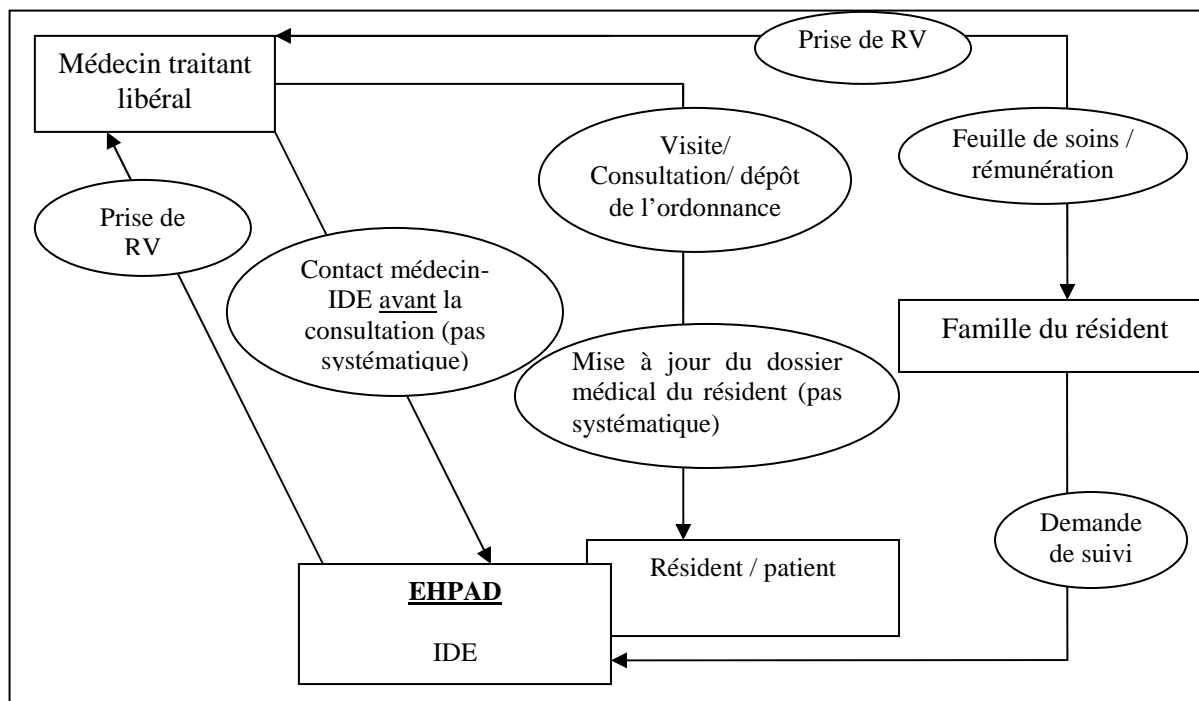 Prise de RV
Médecin traitant
libéral
Visite/
Consultation/ dépôt
de l'ordonnance
Feuille de soins /
rémunération
Prise de
RV
Contact médecin-
IDE avant la
consultation (pas
systématique)
Famille du résident
Mise à jour du dossier
médical du résident (pas
systématique)
Demande
de suivi
Résident / patient
EHPAD
IDE